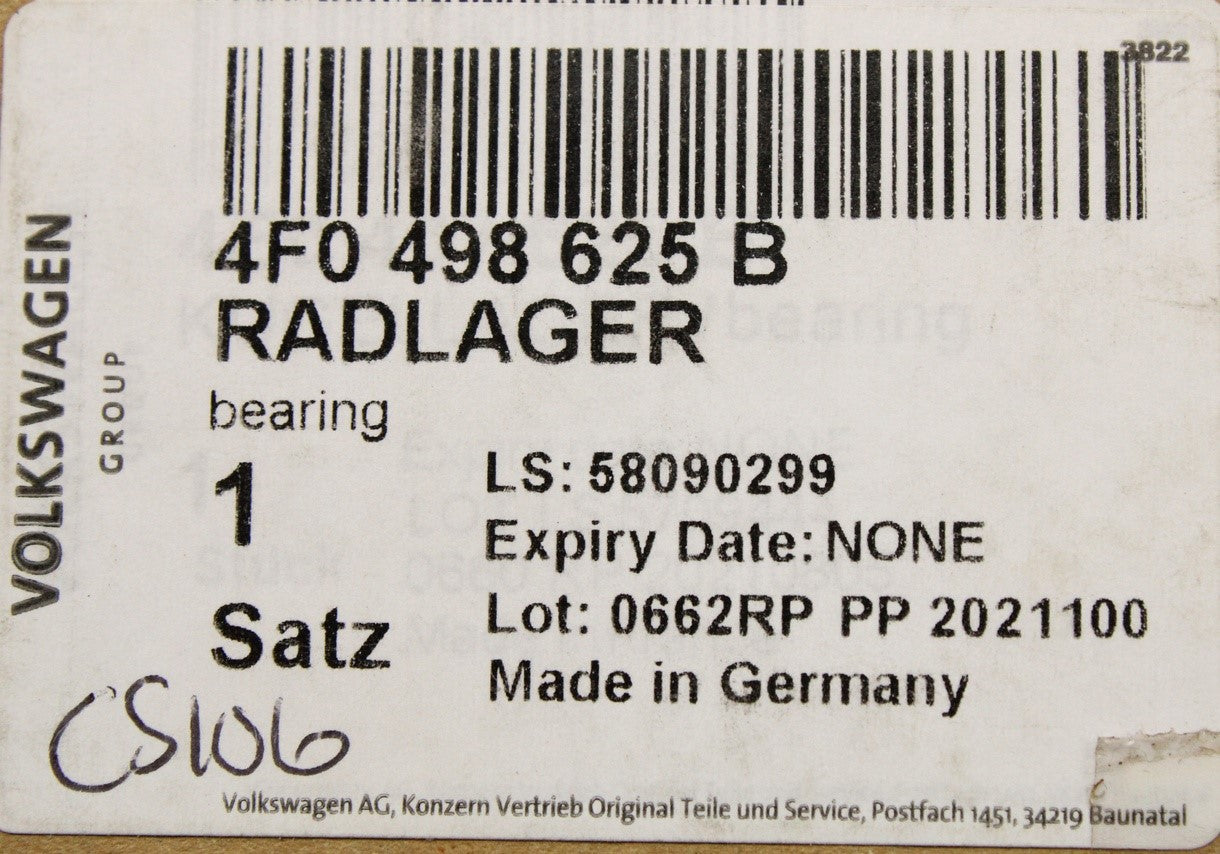 3822
4F0 498 625 B
RADLAGER
bearing
1
Satz
LS: 58090299
Expiry Date: NONE
Lot: 0662RP PP 2021100
Made in Germany
VOLKSWAGEN
GROUP
CS106
Volkswagen AG, Konzern Vertrieb Original Teile und Service, Postfach 1451, 34219 Baunatal